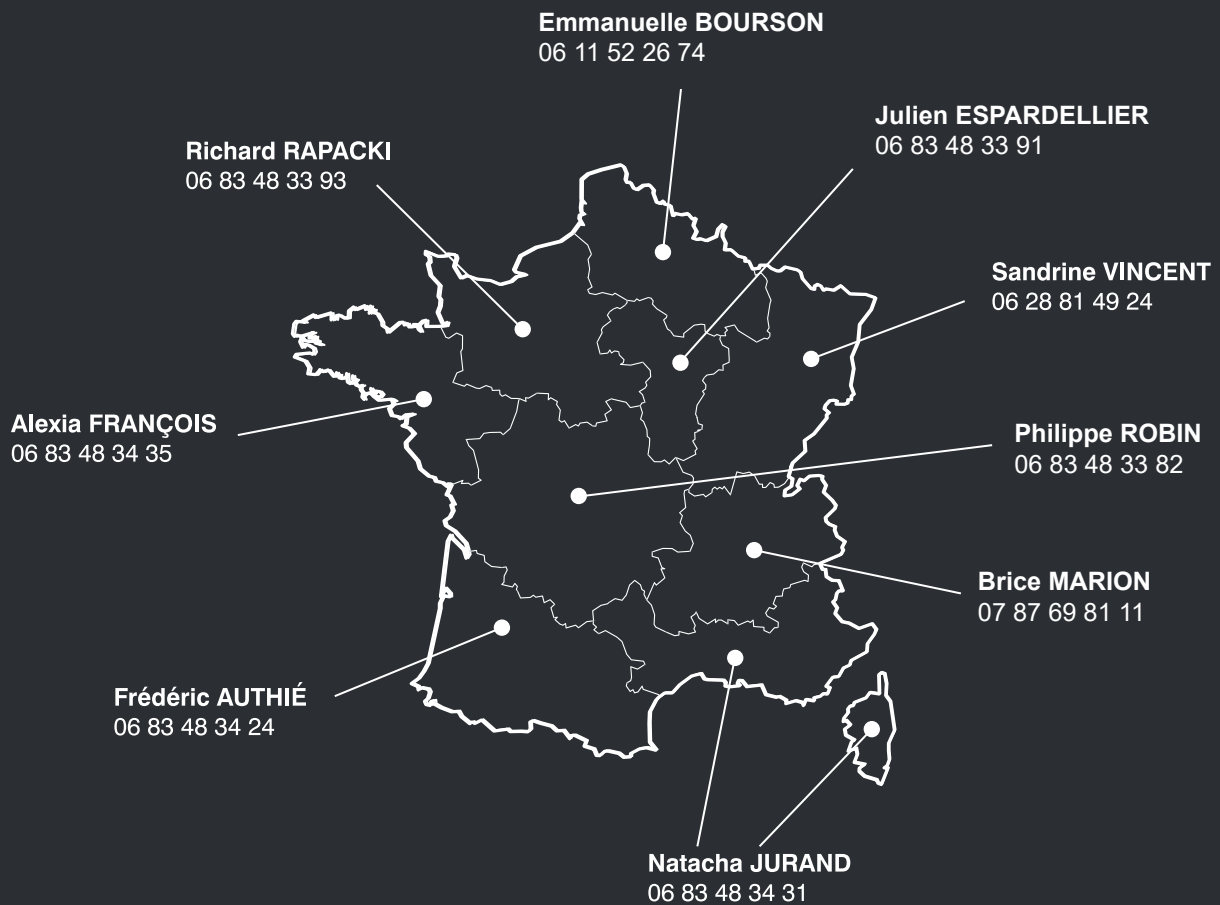 Emmanuelle BOURSON
06 11 52 26 74
Julien ESPARDELLIER
06 83 48 33 91
Richard RAPACKI
06 83 48 33 93
Sandrine VINCENT
06 28 81 49 24
Alexia FRANÇOIS
06 83 48 34 35
Philippe ROBIN
06 83 48 33 82
Brice MARION
07 87 69 81 11
Frédéric AUTHIÉ
06 83 48 34 24
Natacha JURAND
06 83 48 34 31